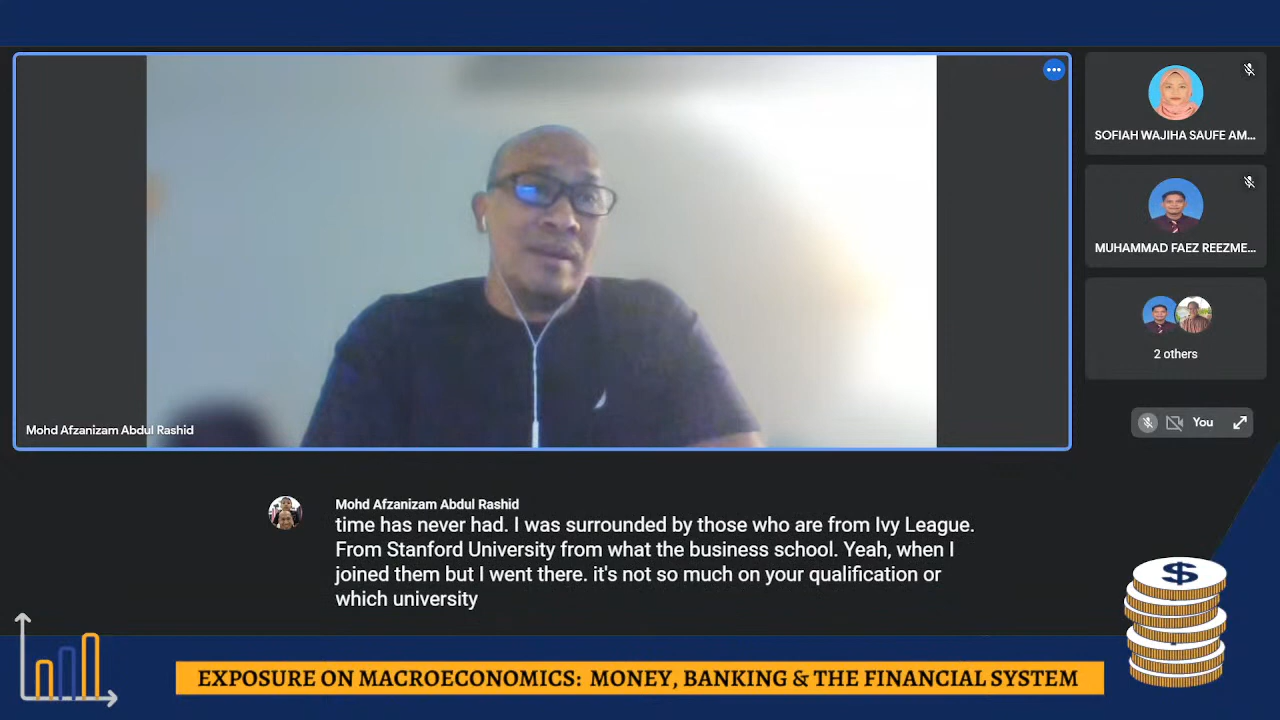 SOFIAH WAJIHA SAUFE AM...
MUHAMMAD FAEZ REEZME...
2 others
You
Mohd Afzanizam Abdul Rashid
Mohd Afzanizam Abdul Rashid
time has never had. I was surrounded by those who are from Ivy League.
From Stanford University from what the business school. Yeah, when I
joined them but I went there. it's not so much on your qualification or
which university
$
EXPOSURE ON MACROECONOMICS: MONEY, BANKING & THE FINANCIAL SYSTEM